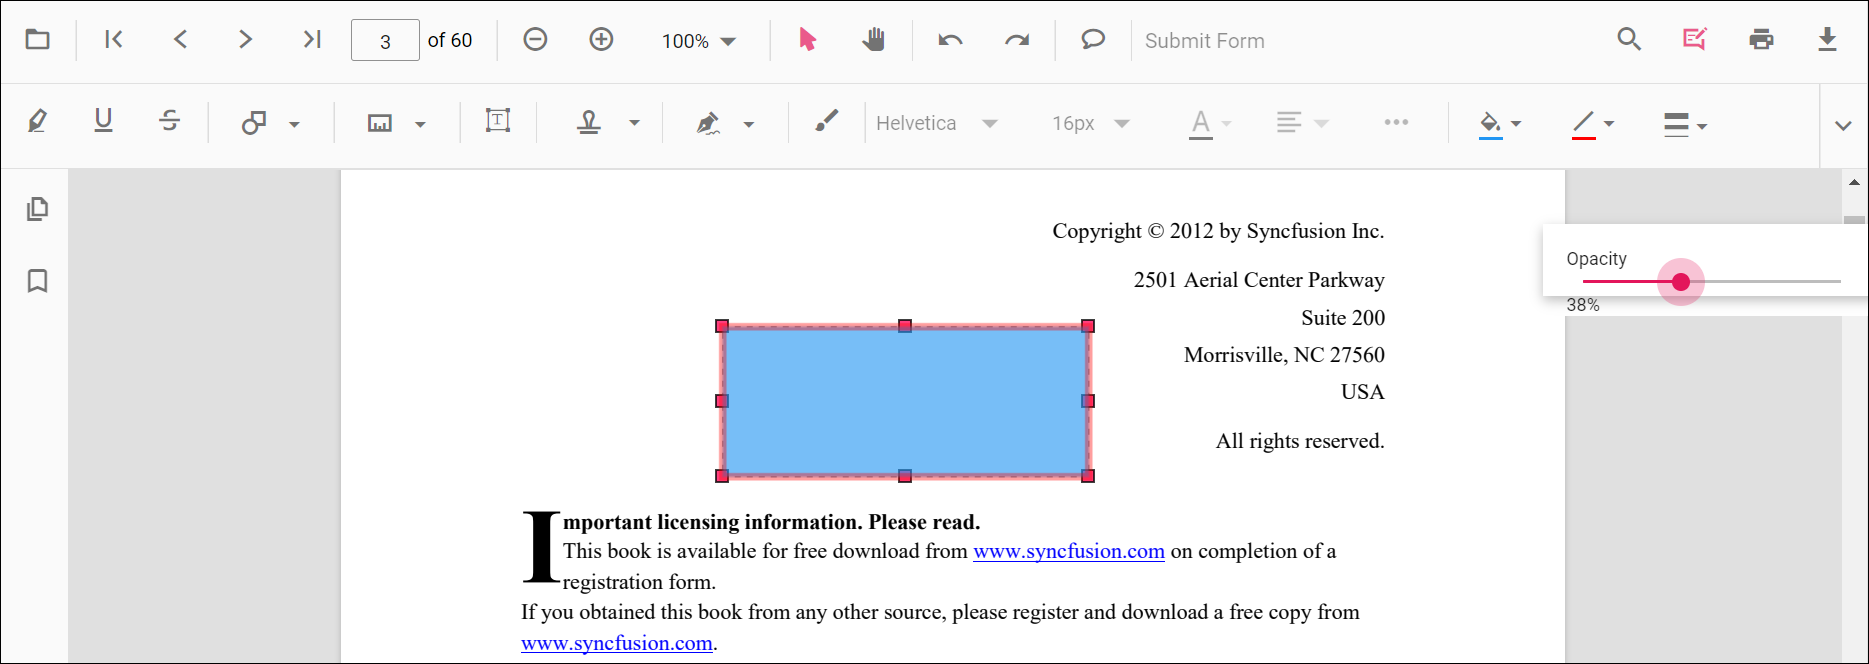 3 of 60 100% Submit Form
T Helvetica 16px A
Copyright © 2012 by Syncfusion Inc.
2501 Aerial Center Parkway
Opacity
38%
Suite 200
Morrisville, NC 27560
USA
All rights reserved.
Important licensing information. Please read.
This book is available for free download from www.syncfusion.com on completion of a
registration form.
If you obtained this book from any other source, please register and download a free copy from
www.syncfusion.com.